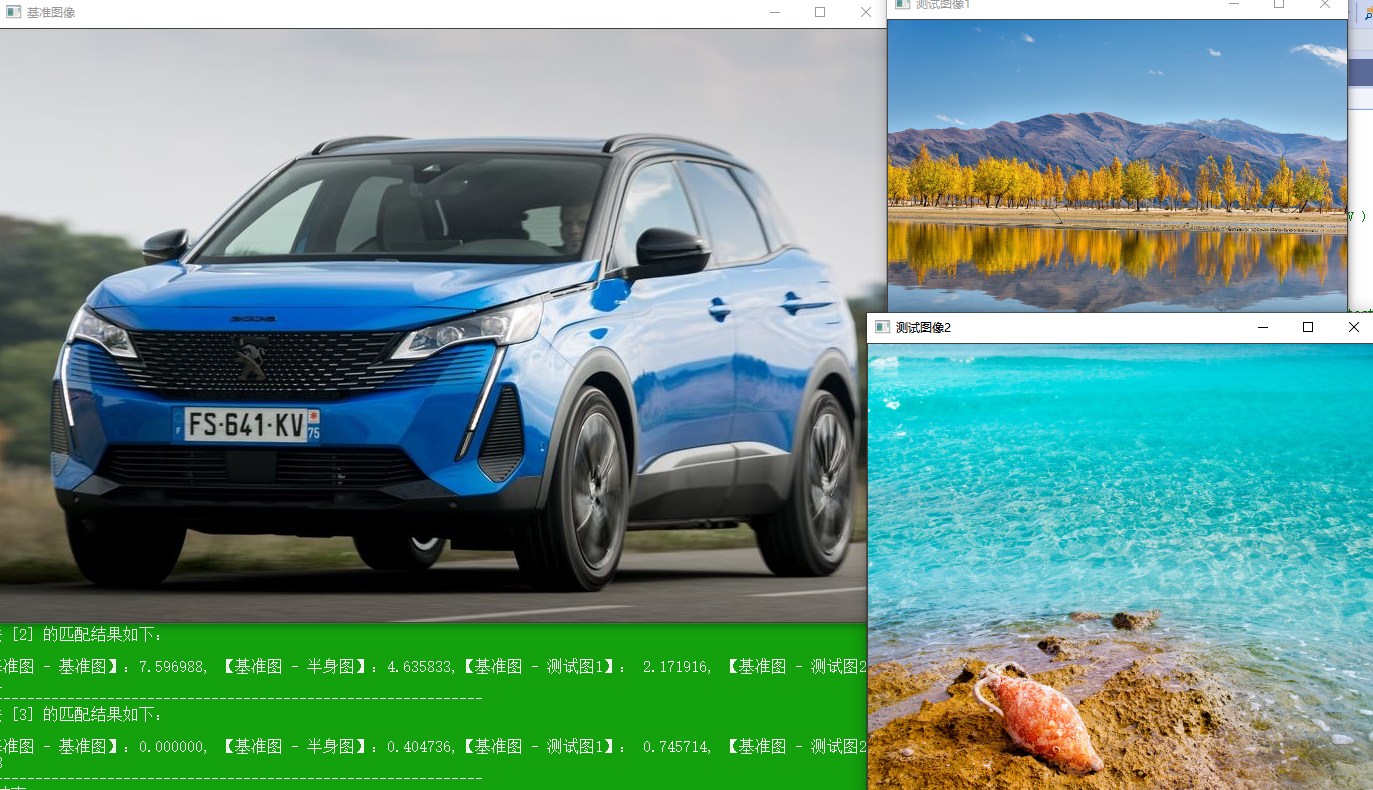 基准图像
测试图像1
测试图像2
FS-641-KV
F
75
[2] 的匹配结果如下:
准图 - 基准图】: 7.596988, 【基准图 - 半身图】: 4.635833,【基准图 - 测试图1】: 2.171916, 【基准图 - 测试图2
------------------------------------------------------------
[3] 的匹配结果如下:
准图 - 基准图】: 0.000000, 【基准图 - 半身图】: 0.404736,【基准图 - 测试图1】: 0.745714, 【基准图 - 测试图2
------------------------------------------------------------